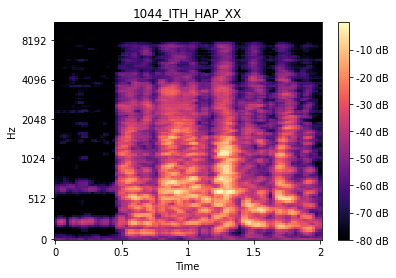 1044_ITH_HAP_XX
8192
4096
2048
1024
512
0
Hz
0
0.5
1
1.5
2
Time
-10 dB
-20 dB
-30 dB
-40 dB
-50 dB
-60 dB
-70 dB
-80 dB